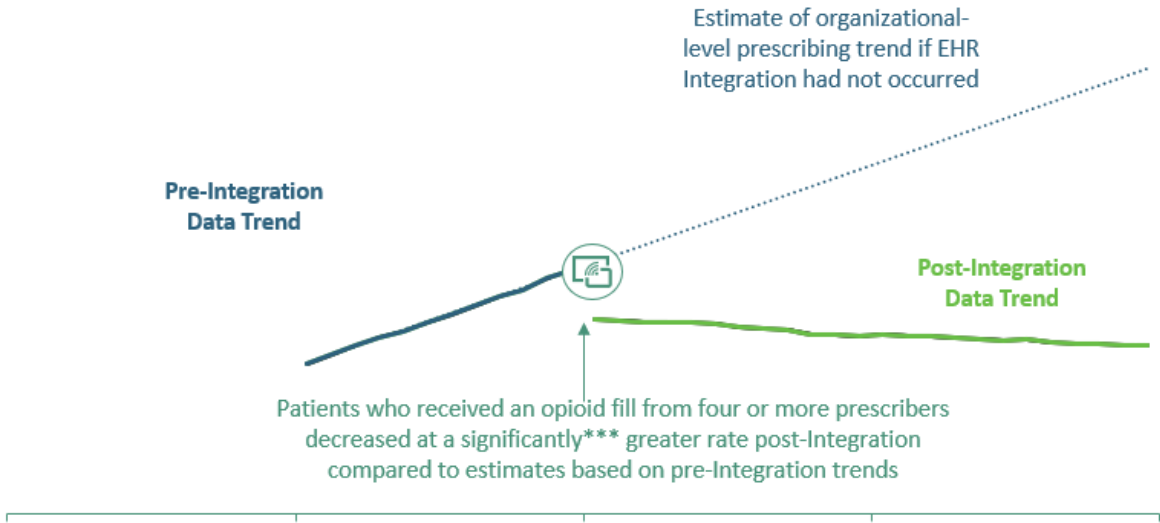 Estimate of organizational-
level prescribing trend if EHR
Integration had not occurred
Pre-Integration
Data Trend
Post-Integration
Data Trend
Patients who received an opioid fill from four or more prescribers
decreased at a significantly*** greater rate post-Integration
compared to estimates based on pre-Integration trends